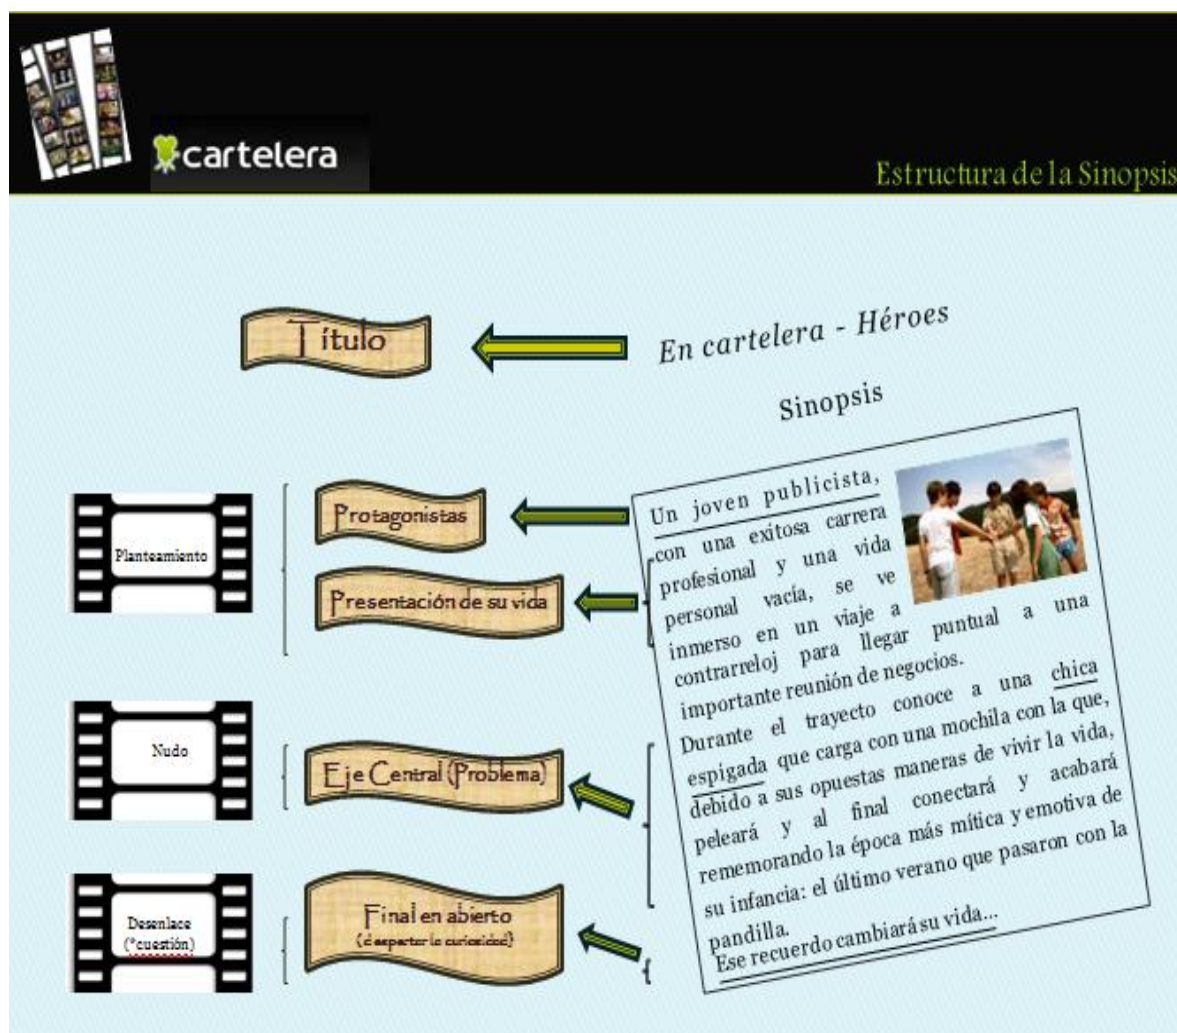 cartelera
Estructura de la Sinopsis
Título
En cartelera - Héroes
Sinopsis
Planteamiento
Protagonistas
Presentación de su vida
Un joven publicista,
con una exitosa carrera
profesional y una vida
personal vacía, se ve
inmerso en un viaje a
contrarreloj para llegar puntual a una
importante reunión de negocios.
Durante el trayecto conoce a una chica
espigada que carga con una mochila con la que,
debido a sus opuestas maneras de vivir la vida,
peleará y al final conectará y acabará
rememorando la época más mítica y emotiva de
su infancia: el último verano que pasaron con la
pandilla.
Ese recuerdo cambiará su vida...
Nudo
Eje Central (Problema)
Desenlace
(*cuestión)
Final en abierto
(despertar la curiosidad)